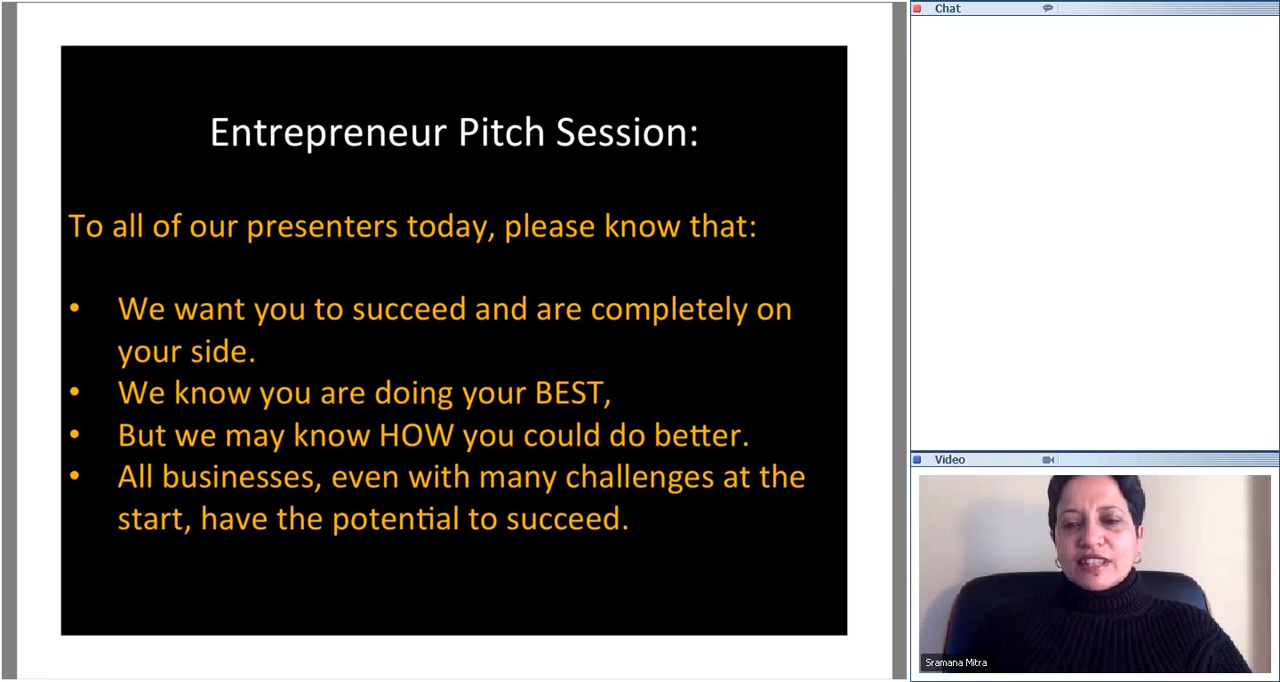 Entrepreneur Pitch Session:
To all of our presenters today, please know that:
• We want you to succeed and are completely on
your side.
• We know you are doing your BEST,
• But we may know HOW you could do better.
• All businesses, even with many challenges at the
start, have the potential to succeed.
Chat
Video
Sramana Mitra